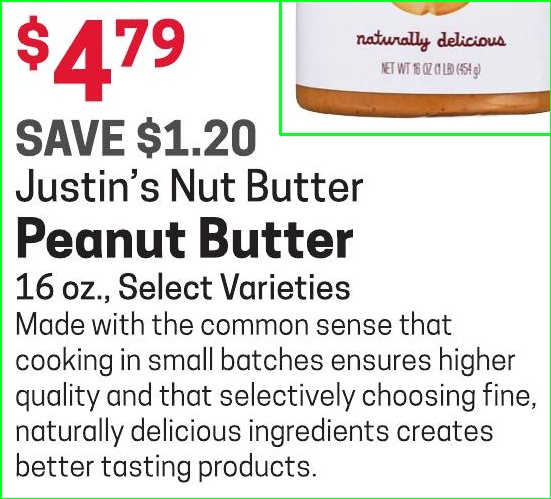 $4.79
naturally delicious
NET WT 16 OZ (1 LB) (454 g)
SAVE $1.20
Justin's Nut Butter
Peanut Butter
16 oz., Select Varieties
Made with the common sense that
cooking in small batches ensures higher
quality and that selectively choosing fine,
naturally delicious ingredients creates
better tasting products.